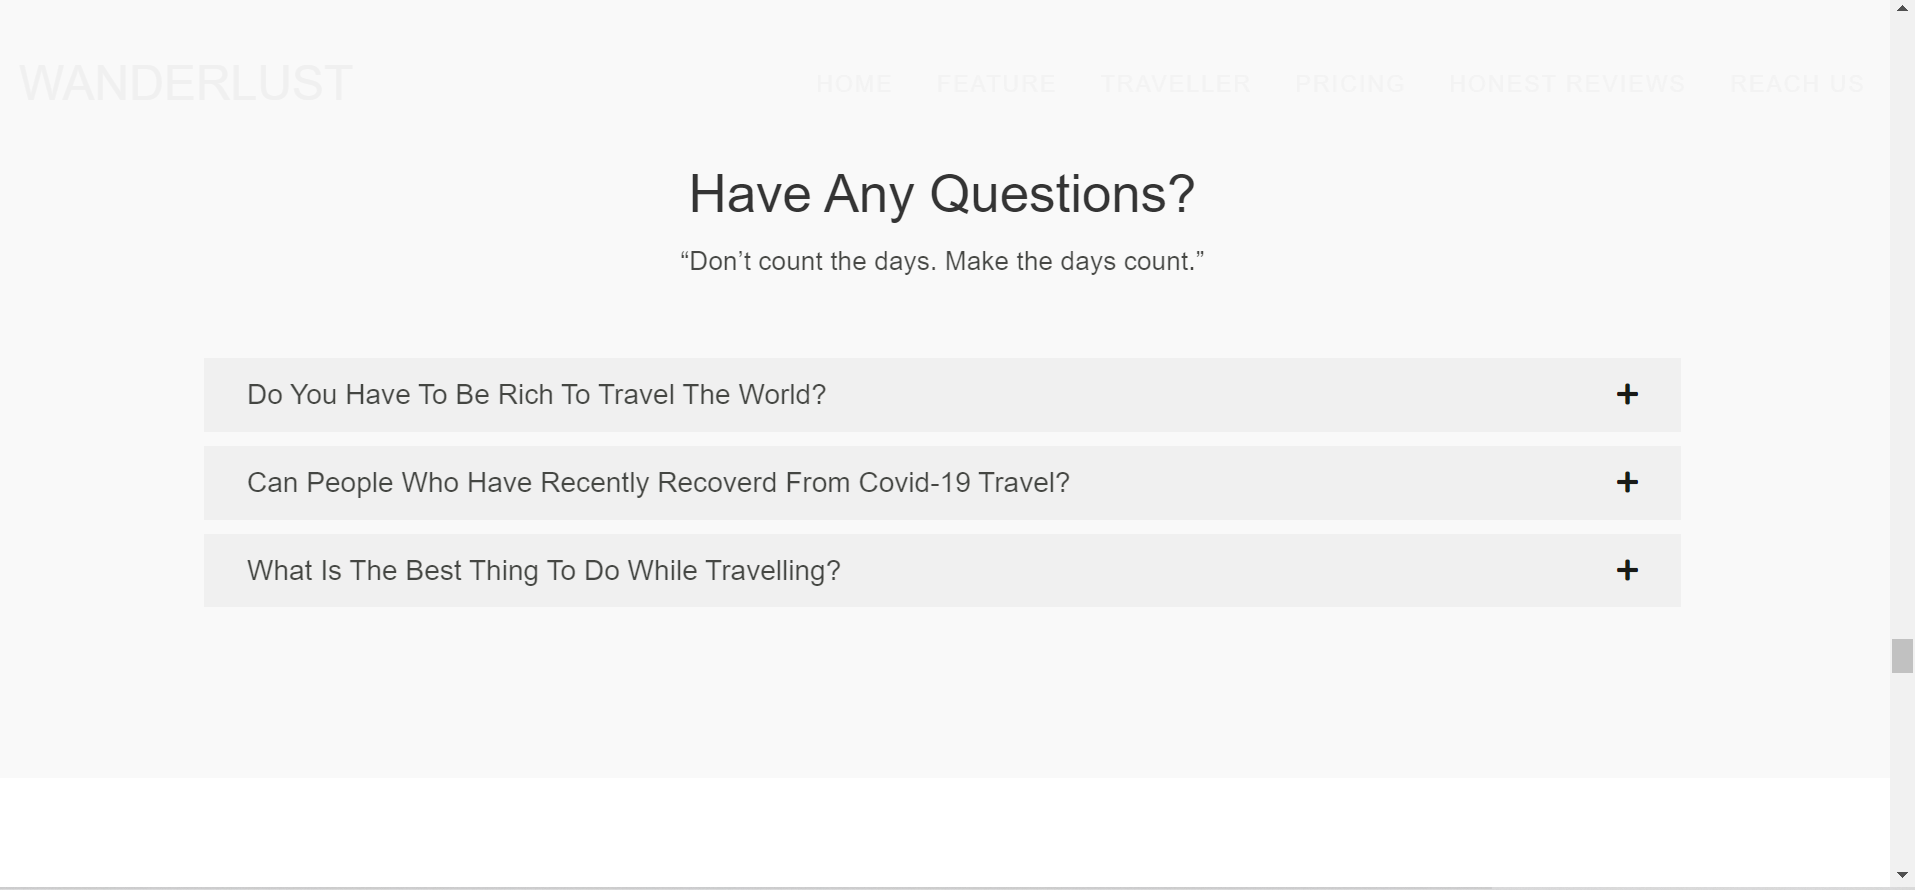 WANDERLUST
HOME FEATURE TRAVELLER PRICING HONEST REVIEWS REACH US
Have Any Questions?
“Don’t count the days. Make the days count.”
Do You Have To Be Rich To Travel The World?
Can People Who Have Recently Recoverd From Covid-19 Travel?
What Is The Best Thing To Do While Travelling?